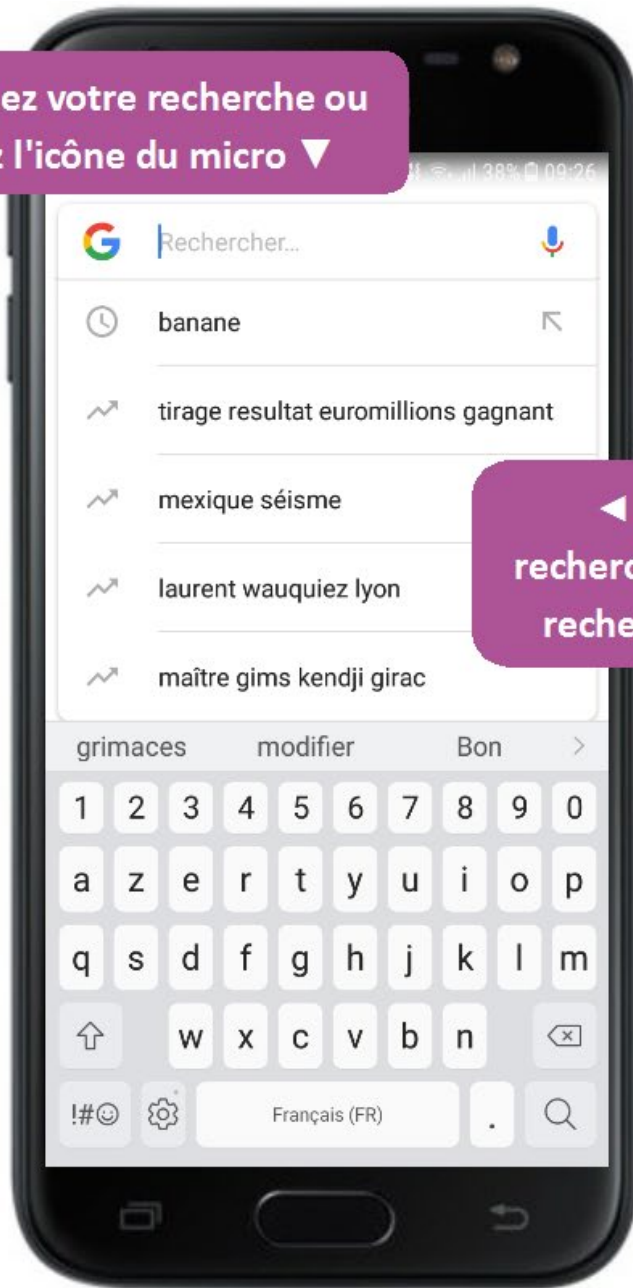 ez votre recherche ou
z l'icône du micro ▼
38% 09:26
G Rechercher...
banane
tirage resultat euromillions gagnant
mexique séisme
laurent wauquiez lyon
maître gims kendji girac
◄
recherc
reche
grimaces modifier Bon >
1 2 3 4 5 6 7 8 9 0
a z e r t y u i o p
q s d f g h j k l m
w x c v b n
!#☺ Français (FR) .